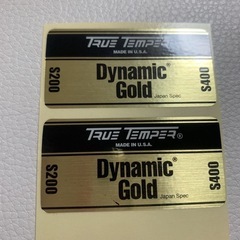 TRUE TEMPER
MADE IN U.S.A.
S200
Dynamic®
Gold
Japan Spec
S400
TRUE TEMPER®
MADE IN U.S.A.
S200
Dynamic®
Gold
Japan Spec
S400